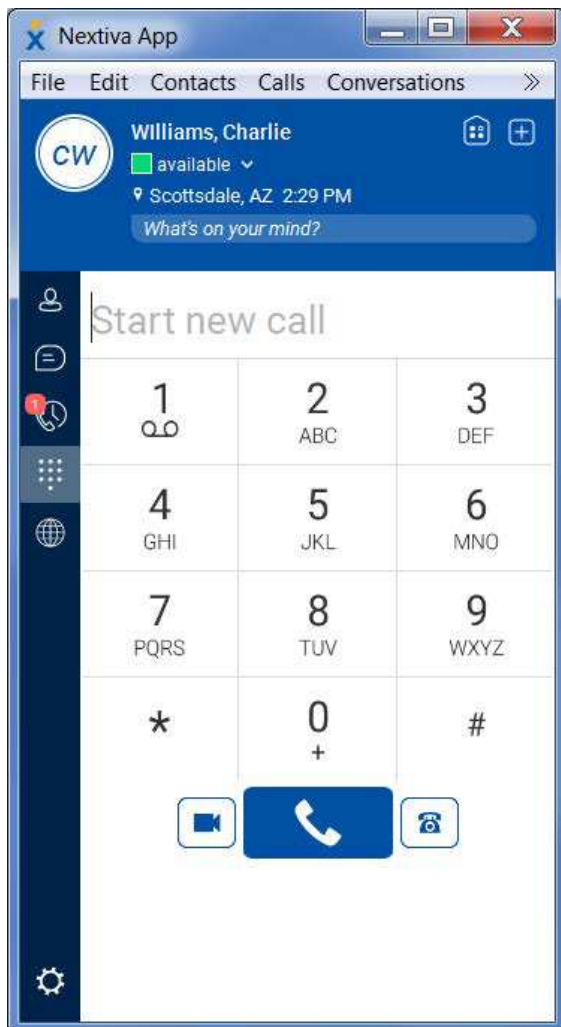 Nextiva App
File Edit Contacts Calls Conversations »
WIlliams, Charlie
CW
available
Scottsdale, AZ 2:29 PM
What's on your mind?
Start new call
1
1 2 3
ABC DEF
4 5 6
GHI JKL MNO
7 8 9
PQRS TUV WXYZ
* 0 #
+